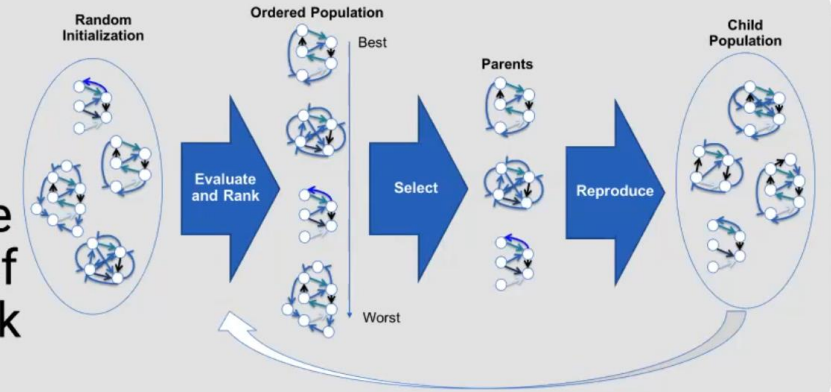 Random
Initialization
Ordered Population
Best
Worst
Evaluate
and Rank
Select
Parents
Reproduce
Child
Population
e
f
k